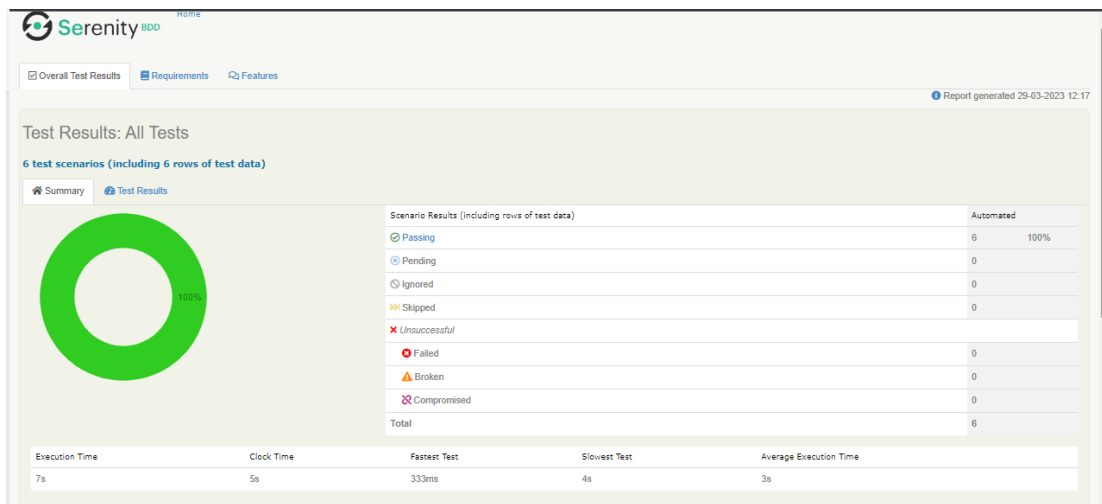 Home
Serenity BDD
Overall Test Results Requirements Features
Report generated 29-03-2023 12:17
Test Results: All Tests
6 test scenarios (including 6 rows of test data)
Summary Test Results
Scenario Results (including rows of test data) Automated
Passing 6 100%
Pending 0
Ignored 0
100%
Skipped 0
Unsuccessful
Failed 0
Broken 0
Compromised 0
Total 6
Execution Time Clock Time Fastest Test Slowest Test Average Execution Time
7s 5s 333ms 4s 3s